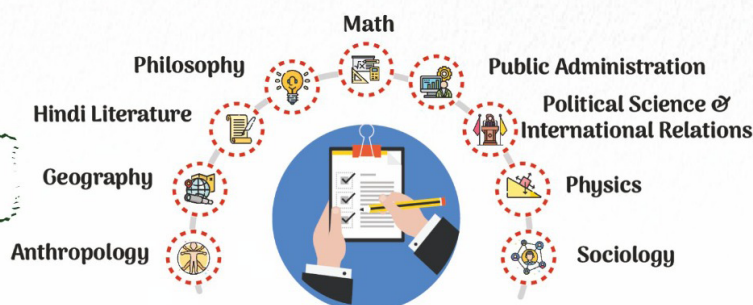 Math
Philosophy
Public Administration
Hindi Literature
Political Science &
International Relations
Geography
Physics
Anthropology
Sociology